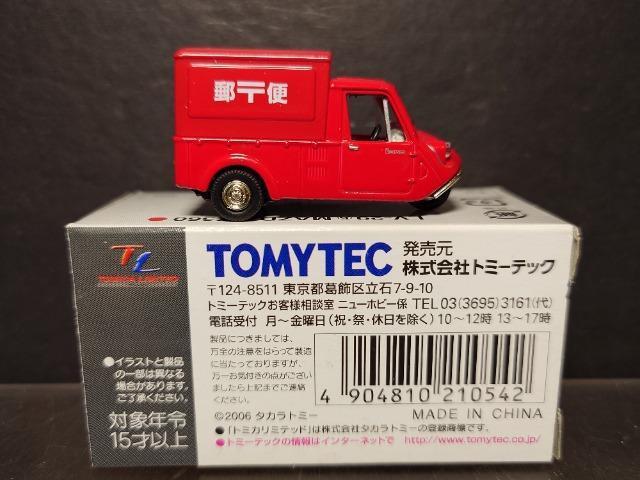 郵〒便
TL
TOMICA LIMITED
TOMYTEC 発売元
株式会社トミーテック
〒124-8511 東京都葛飾区立石7-9-10
トミーテックお客様相談室 ニューホビー係 TEL 03(3695)3161(代)
電話受付 月~金曜日(祝・祭・休日を除く) 10~12時 13~17時
●イラストと製品
の一部は異なる
場合があります。
ご了承ください。
対象年令
15才以上
製品につきましては、
万全の注意をはらって製造
に当たっておりますが、
万一お気付きの点がござい
ましたら上記までご連絡
ください。
4 904810 210542
©2006 タカラトミー
MADE IN CHINA
●「トミカリミテッド」は株式会社タカラトミーの登録商標です。
●トミーテックの情報はインターネットで http://www.tomytec.co.jp/